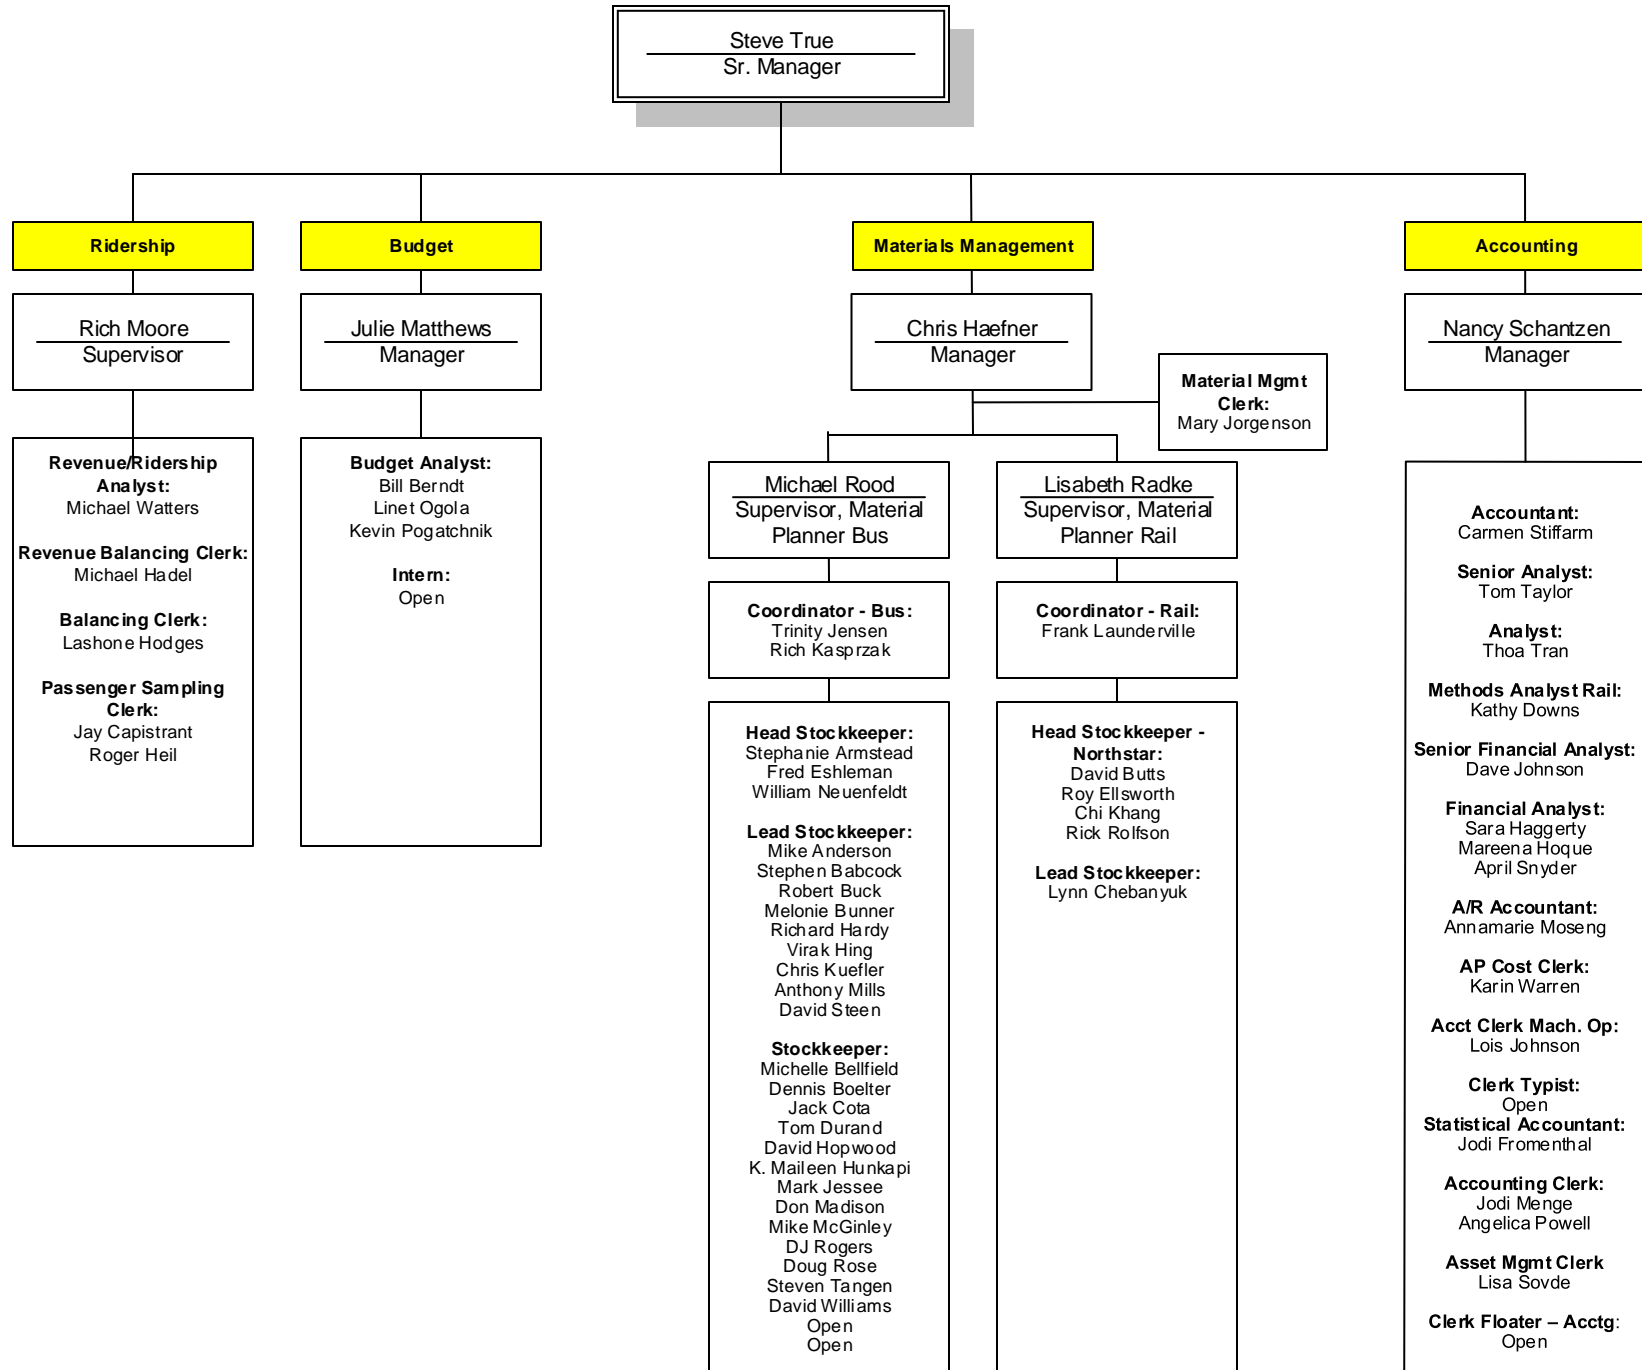 Steve True
Sr. Manager
Ridership
Rich Moore
Supervisor
Revenue/Ridership
Analyst:
Michael Watters
Revenue Balancing Clerk:
Michael Hadel
Balancing Clerk:
Lashone Hodges
Passenger Sampling
Clerk:
Jay Capistrant
Roger Heil
Budget
Julie Matthews
Manager
Budget Analyst:
Bill Berndt
Linet Ogola
Kevin Pogatchnik
Intern:
Open
Materials Management
Chris Haefner
Manager
Material Mgmt
Clerk:
Mary Jorgenson
Michael Rood
Supervisor, Material
Planner Bus
Coordinator - Bus:
Trinity Jensen
Rich Kasprzak
Head Stockkeeper:
Stephanie Armstead
Fred Eshleman
William Neuenfeldt
Lead Stockkeeper:
Mike Anderson
Stephen Babcock
Robert Buck
Melonie Bunner
Richard Hardy
Virak Hing
Chris Kuefler
Anthony Mills
David Steen
Stockkeeper:
Michelle Bellfield
Dennis Boelter
Jack Cota
Tom Durand
David Hopwood
K. Maileen Hunkapi
Mark Jessee
Don Madison
Mike McGinley
DJ Rogers
Doug Rose
Steven Tangen
David Williams
Open
Open
Lisabeth Radke
Supervisor, Material
Planner Rail
Coordinator - Rail:
Frank Launderville
Head Stockkeeper -
Northstar:
David Butts
Roy Ellsworth
Chi Khang
Rick Rolfson
Lead Stockkeeper:
Lynn Chebanyuk
Accounting
Nancy Schantzen
Manager
Accountant:
Carmen Stiffarm
Senior Analyst:
Tom Taylor
Analyst:
Thoa Tran
Methods Analyst Rail:
Kathy Downs
Senior Financial Analyst:
Dave Johnson
Financial Analyst:
Sara Haggerty
Mareena Hoque
April Snyder
A/R Accountant:
Annamarie Moseng
AP Cost Clerk:
Karin Warren
Acct Clerk Mach. Op:
Lois Johnson
Clerk Typist:
Open
Statistical Accountant:
Jodi Fromenthal
Accounting Clerk:
Jodi Menge
Angelica Powell
Asset Mgmt Clerk
Lisa Sovde
Clerk Floater – Acctg:
Open